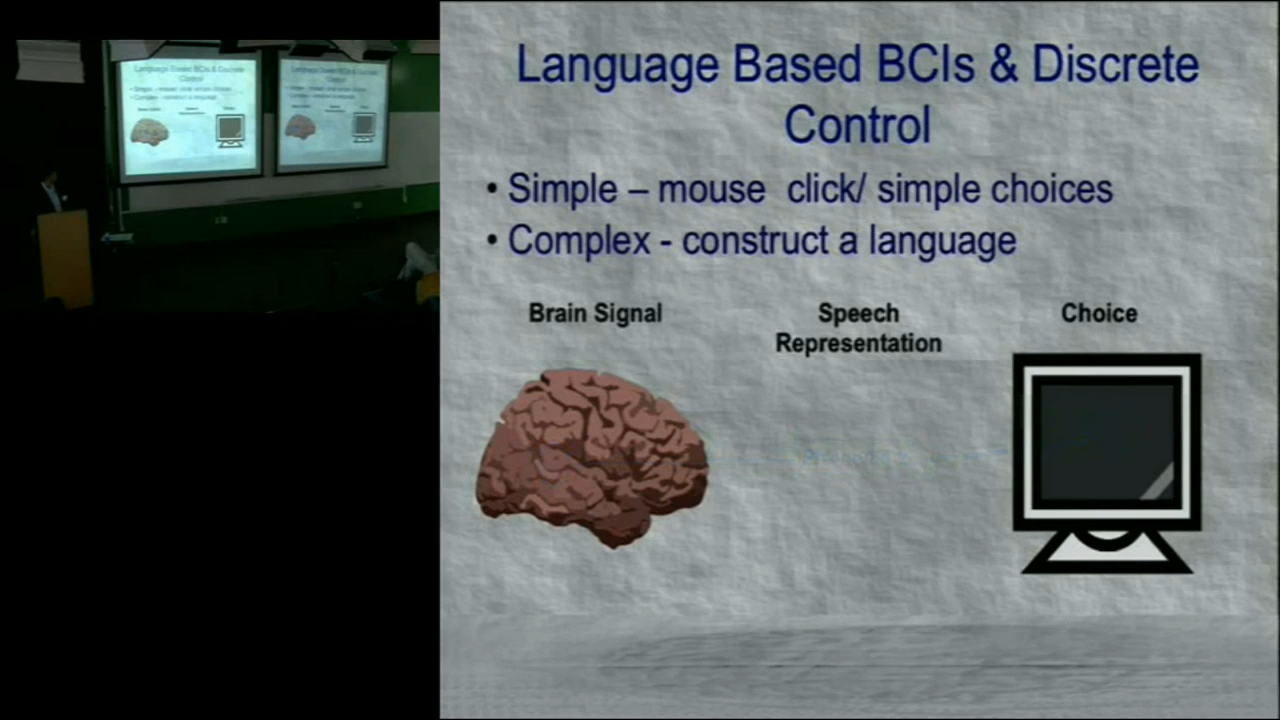 Language Based BCIs & Discrete
Control
• Simple – mouse click/ simple choices
• Complex - construct a language
Brain Signal
Speech
Representation
Choice